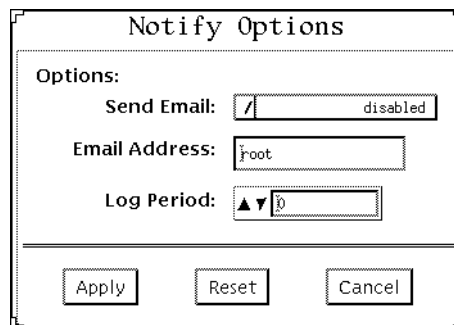 Notify Options
Options:
Send Email: disabled
Email Address: root
Log Period: 0
Apply Reset Cancel